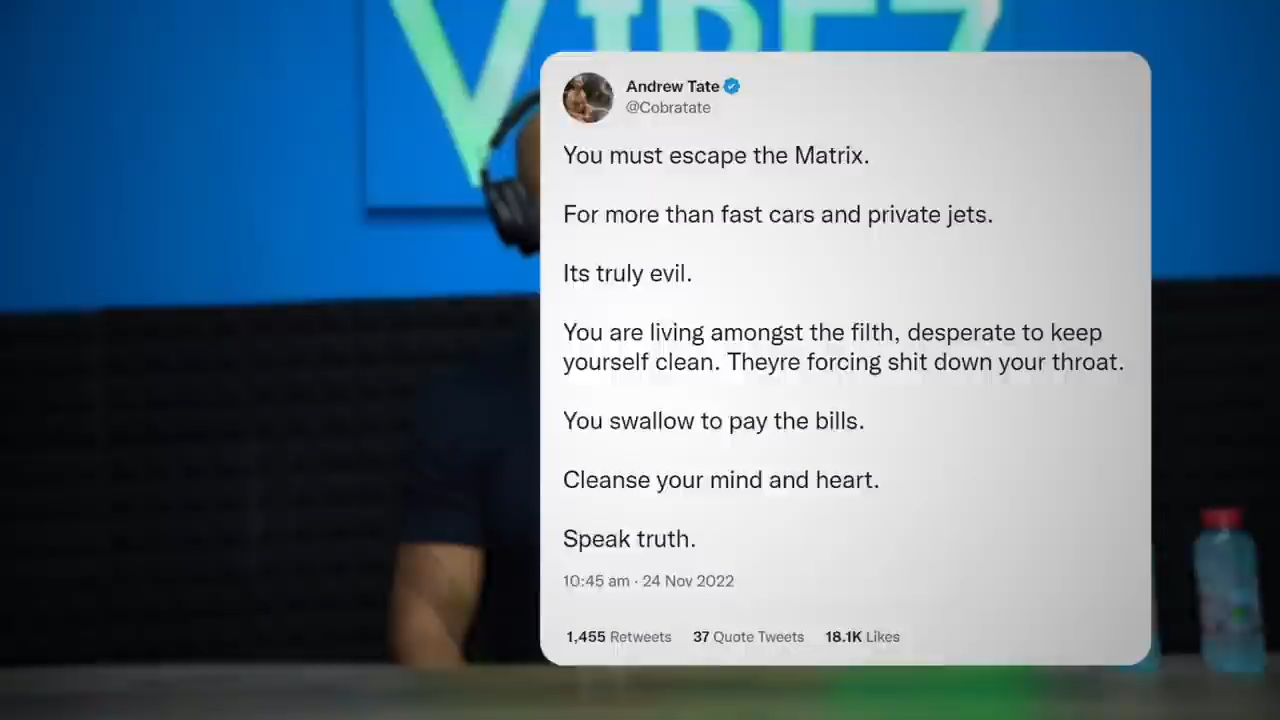 VIBEZ
Andrew Tate
@Cobratate
You must escape the Matrix.
For more than fast cars and private jets.
Its truly evil.
You are living amongst the filth, desperate to keep
yourself clean. Theyre forcing shit down your throat.
You swallow to pay the bills.
Cleanse your mind and heart.
Speak truth.
10:45 am · 24 Nov 2022
1,455 Retweets 37 Quote Tweets 18.1K Likes